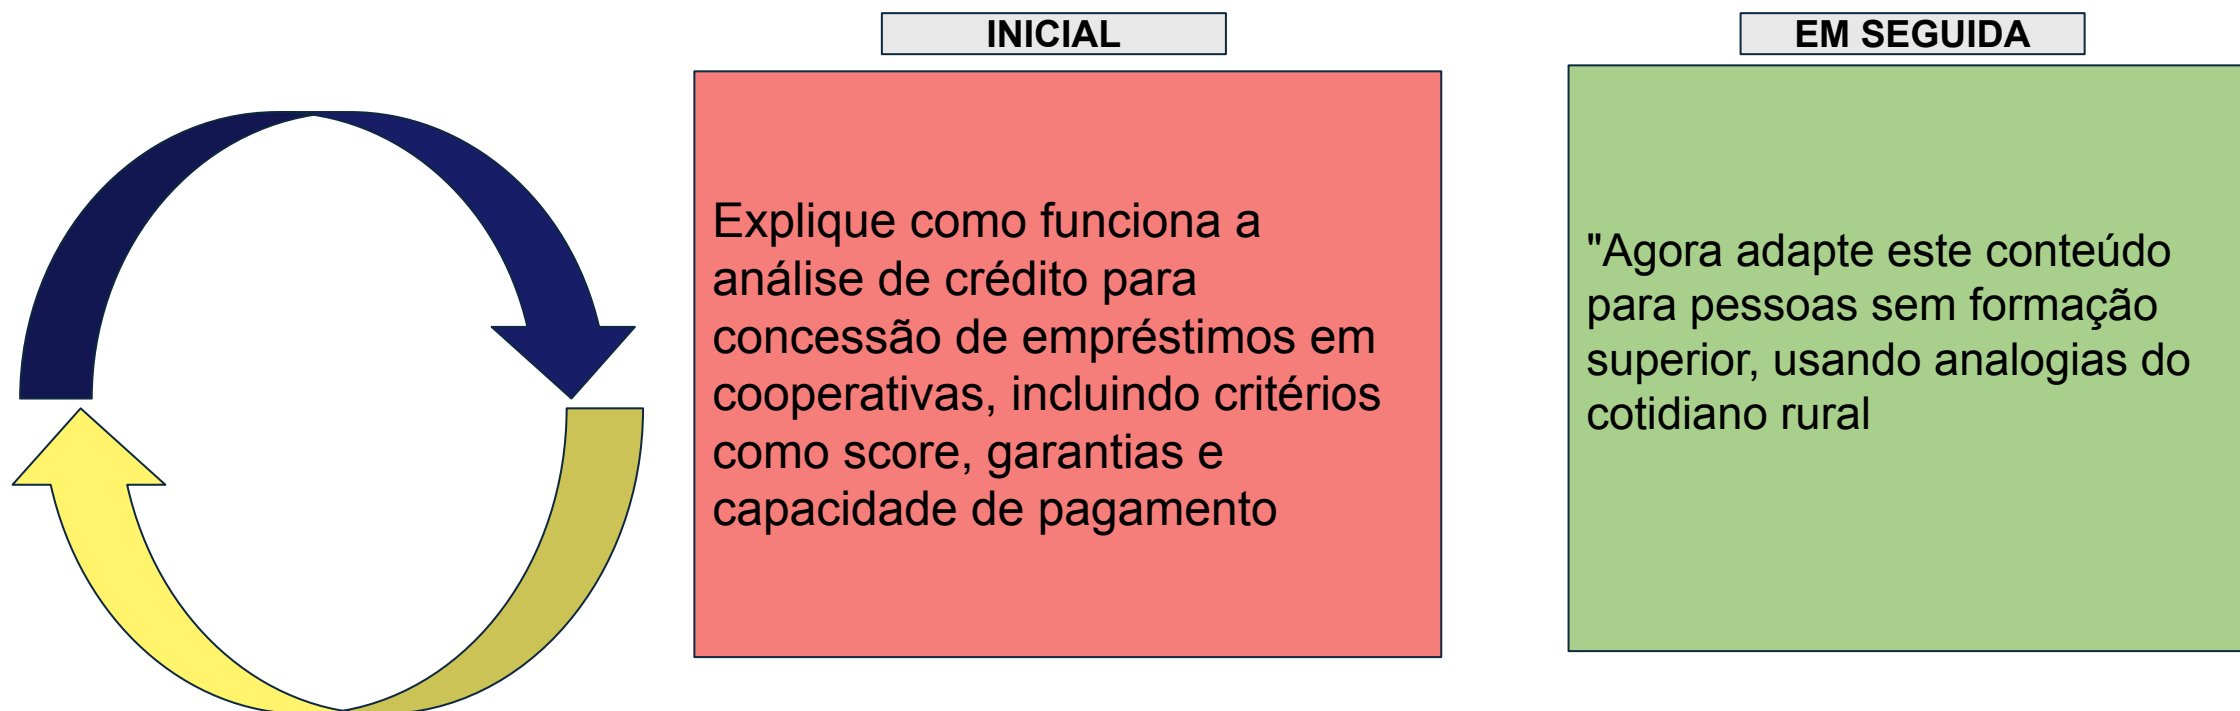 INICIAL
Explique como funciona a
análise de crédito para
concessão de empréstimos em
cooperativas, incluindo critérios
como score, garantias e
capacidade de pagamento
EM SEGUIDA
"Agora adapte este conteúdo
para pessoas sem formação
superior, usando analogias do
cotidiano rural